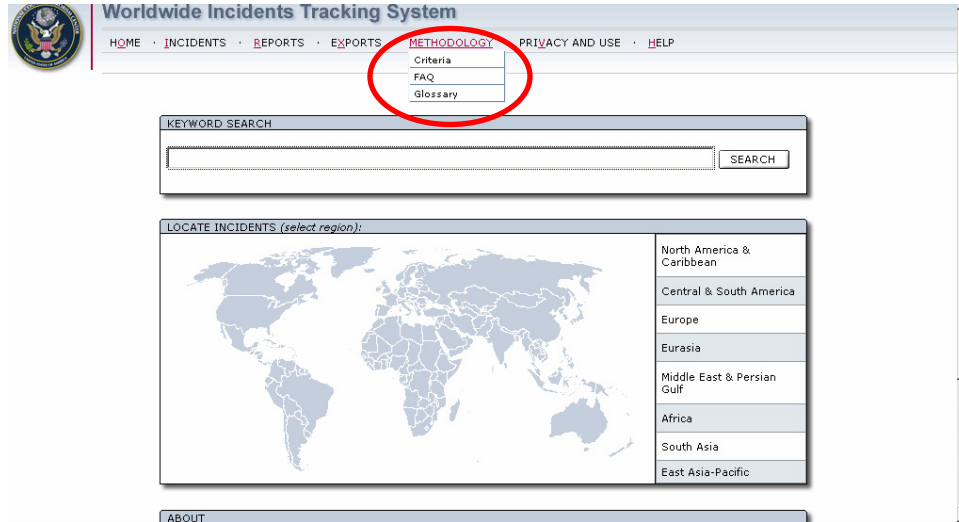 Worldwide Incidents Tracking System
HOME · INCIDENTS · REPORTS · EXPORTS · METHODOLOGY · PRIVACY AND USE · HELP
Criteria
FAQ
Glossary
KEYWORD SEARCH
SEARCH
LOCATE INCIDENTS (select region):
North America &
Caribbean
Central & South America
Europe
Eurasia
Middle East & Persian
Gulf
Africa
South Asia
East Asia-Pacific
ABOUT